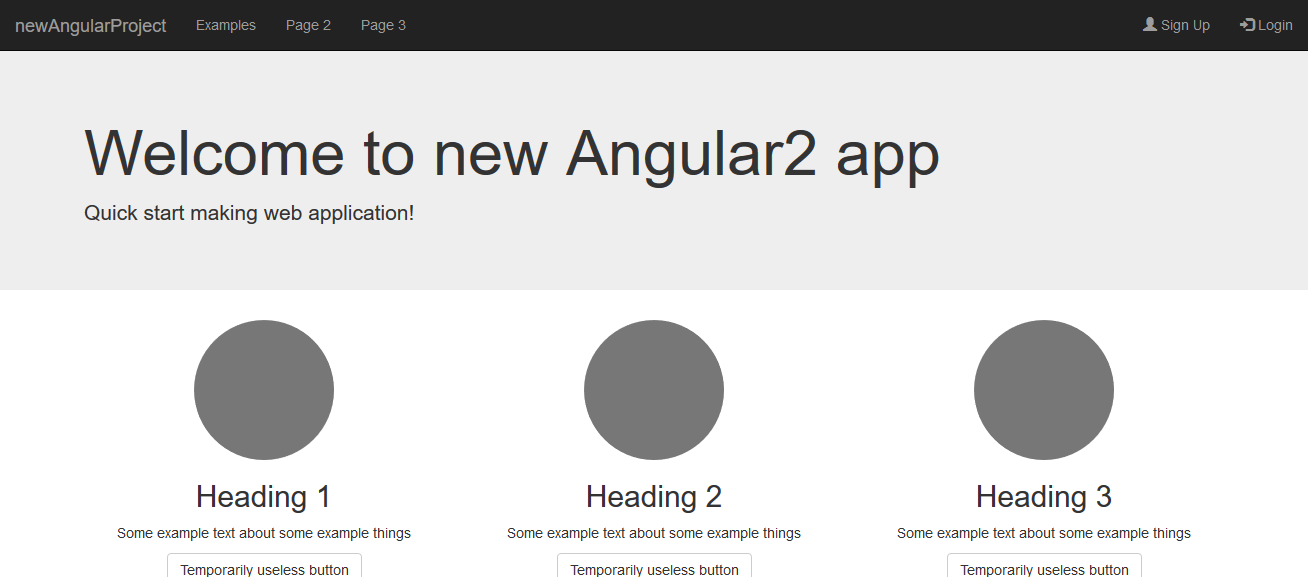 newAngularProject Examples Page 2 Page 3 Sign Up Login
Welcome to new Angular2 app
Quick start making web application!
Heading 1 Heading 2 Heading 3
Some example text about some example things Some example text about some example things Some example text about some example things
Temporarily useless button Temporarily useless button Temporarily useless button